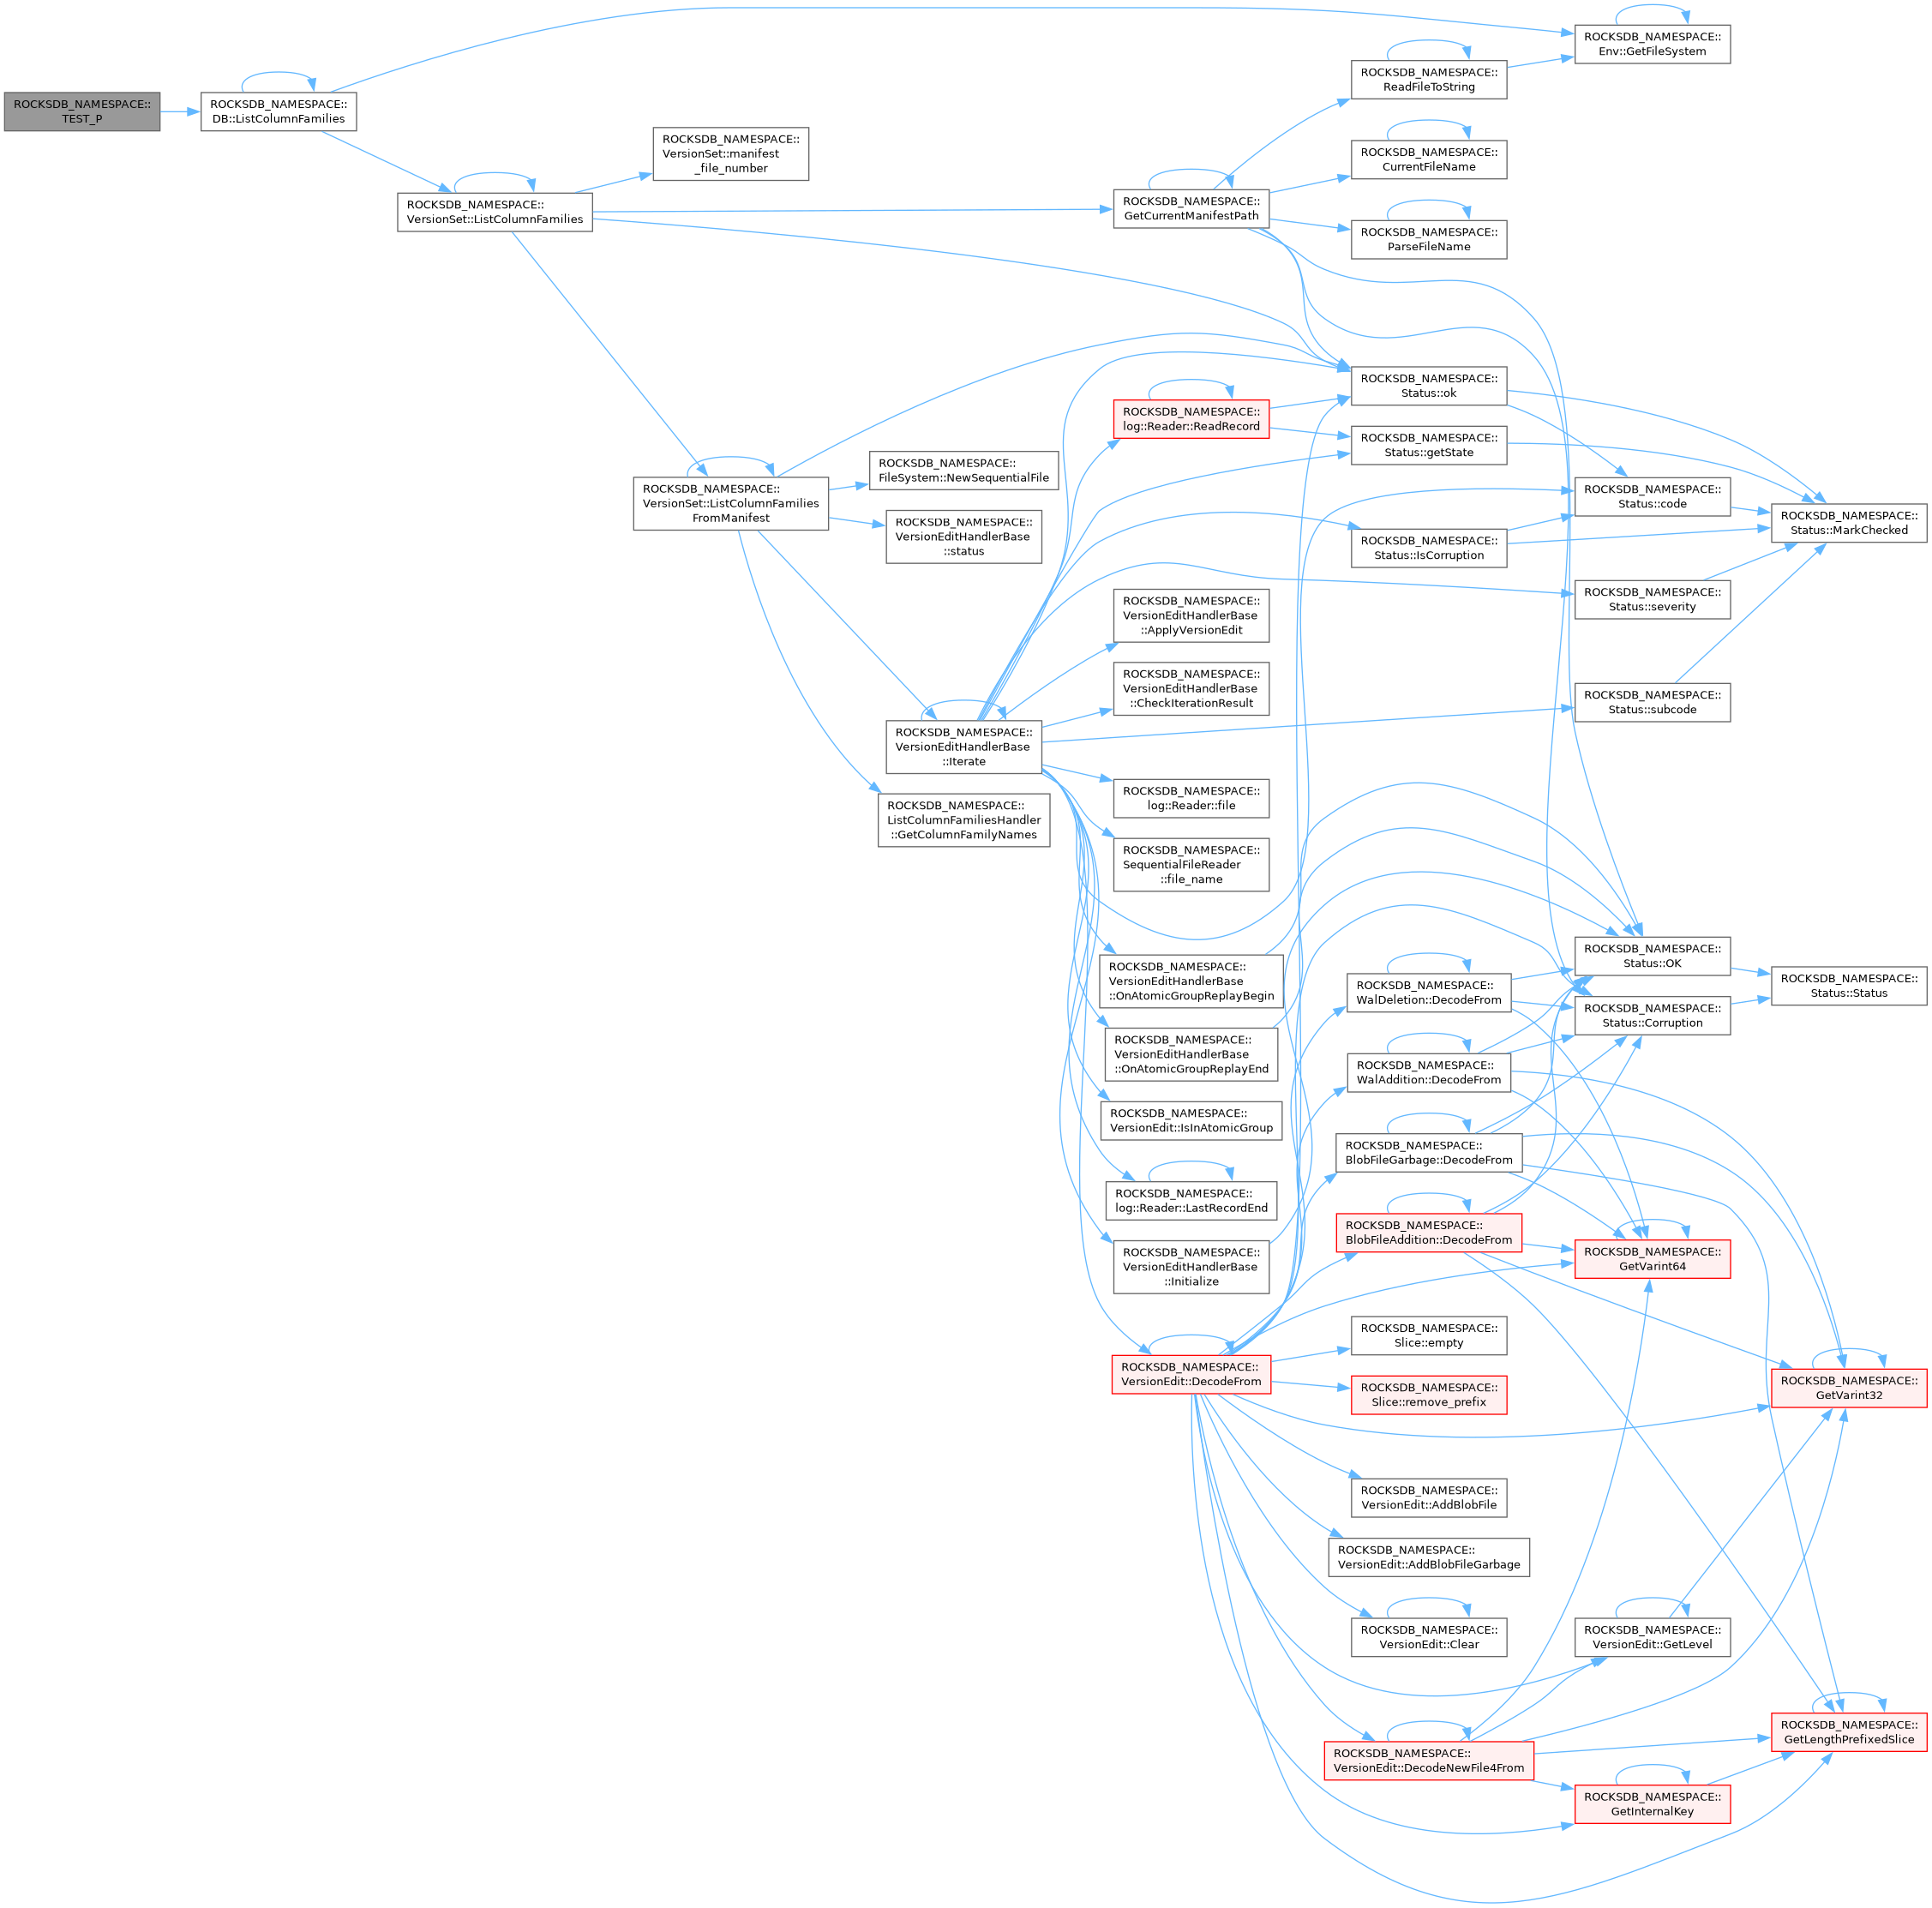 ROCKSDB_NAMESPACE::
TEST_P
ROCKSDB_NAMESPACE::
DB::ListColumnFamilies
ROCKSDB_NAMESPACE::
Env::GetFileSystem
ROCKSDB_NAMESPACE::
VersionSet::ListColumnFamilies
ROCKSDB_NAMESPACE::
VersionSet::manifest
_file_number
ROCKSDB_NAMESPACE::
GetCurrentManifestPath
ROCKSDB_NAMESPACE::
ReadFileToString
ROCKSDB_NAMESPACE::
CurrentFileName
ROCKSDB_NAMESPACE::
ParseFileName
ROCKSDB_NAMESPACE::
VersionSet::ListColumnFamilies
FromManifest
ROCKSDB_NAMESPACE::
FileSystem::NewSequentialFile
ROCKSDB_NAMESPACE::
VersionEditHandlerBase
::status
ROCKSDB_NAMESPACE::
VersionEditHandlerBase
::Iterate
ROCKSDB_NAMESPACE::
ListColumnFamiliesHandler
::GetColumnFamilyNames
ROCKSDB_NAMESPACE::
log::Reader::ReadRecord
ROCKSDB_NAMESPACE::
Status::ok
ROCKSDB_NAMESPACE::
Status::getState
ROCKSDB_NAMESPACE::
Status::code
ROCKSDB_NAMESPACE::
Status::MarkChecked
ROCKSDB_NAMESPACE::
Status::IsCorruption
ROCKSDB_NAMESPACE::
Status::severity
ROCKSDB_NAMESPACE::
Status::subcode
ROCKSDB_NAMESPACE::
VersionEditHandlerBase
::ApplyVersionEdit
ROCKSDB_NAMESPACE::
VersionEditHandlerBase
::CheckIterationResult
ROCKSDB_NAMESPACE::
log::Reader::file
ROCKSDB_NAMESPACE::
SequentialFileReader
::file_name
ROCKSDB_NAMESPACE::
VersionEditHandlerBase
::OnAtomicGroupReplayBegin
ROCKSDB_NAMESPACE::
VersionEditHandlerBase
::OnAtomicGroupReplayEnd
ROCKSDB_NAMESPACE::
VersionEdit::IsInAtomicGroup
ROCKSDB_NAMESPACE::
log::Reader::LastRecordEnd
ROCKSDB_NAMESPACE::
VersionEditHandlerBase
::Initialize
ROCKSDB_NAMESPACE::
VersionEdit::DecodeFrom
ROCKSDB_NAMESPACE::
WalDeletion::DecodeFrom
ROCKSDB_NAMESPACE::
WalAddition::DecodeFrom
ROCKSDB_NAMESPACE::
BlobFileGarbage::DecodeFrom
ROCKSDB_NAMESPACE::
BlobFileAddition::DecodeFrom
ROCKSDB_NAMESPACE::
Status::OK
ROCKSDB_NAMESPACE::
Status::Corruption
ROCKSDB_NAMESPACE::
Status::Status
ROCKSDB_NAMESPACE::
GetVarint64
ROCKSDB_NAMESPACE::
Slice::empty
ROCKSDB_NAMESPACE::
Slice::remove_prefix
ROCKSDB_NAMESPACE::
GetVarint32
ROCKSDB_NAMESPACE::
VersionEdit::AddBlobFile
ROCKSDB_NAMESPACE::
VersionEdit::AddBlobFileGarbage
ROCKSDB_NAMESPACE::
VersionEdit::Clear
ROCKSDB_NAMESPACE::
VersionEdit::GetLevel
ROCKSDB_NAMESPACE::
VersionEdit::DecodeNewFile4From
ROCKSDB_NAMESPACE::
GetLengthPrefixedSlice
ROCKSDB_NAMESPACE::
GetInternalKey